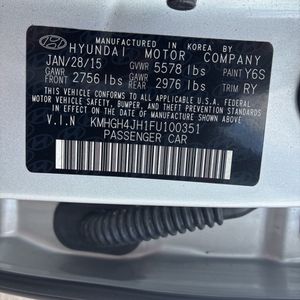 MANUFACTURED IN KOREA BY
HYUNDAI MOTOR COMPANY
JAN/28/15 GVWR 5578 lbs PAINT Y6S
GAWR FRONT 2756 lbs GAWR REAR 2976 lbs TRIM RY
THIS VEHICLE CONFORMS TO ALL APPLICABLE
FEDERAL MOTOR VEHICLE SAFETY,
BUMPER, AND THEFT PREVENTION STANDARDS
IN EFFECT ON THE DATE OF MANUFACTURE
SHOWN ABOVE.
V.I.N KMHGH4JH1FU100351
PASSENGER CAR